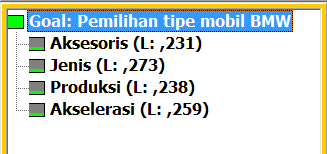 Goal: Pemilihan tipe mobil BMW
Aksesoris (L: ,231)
Jenis (L: ,273)
Produksi (L: ,238)
Akselerasi (L: ,259)